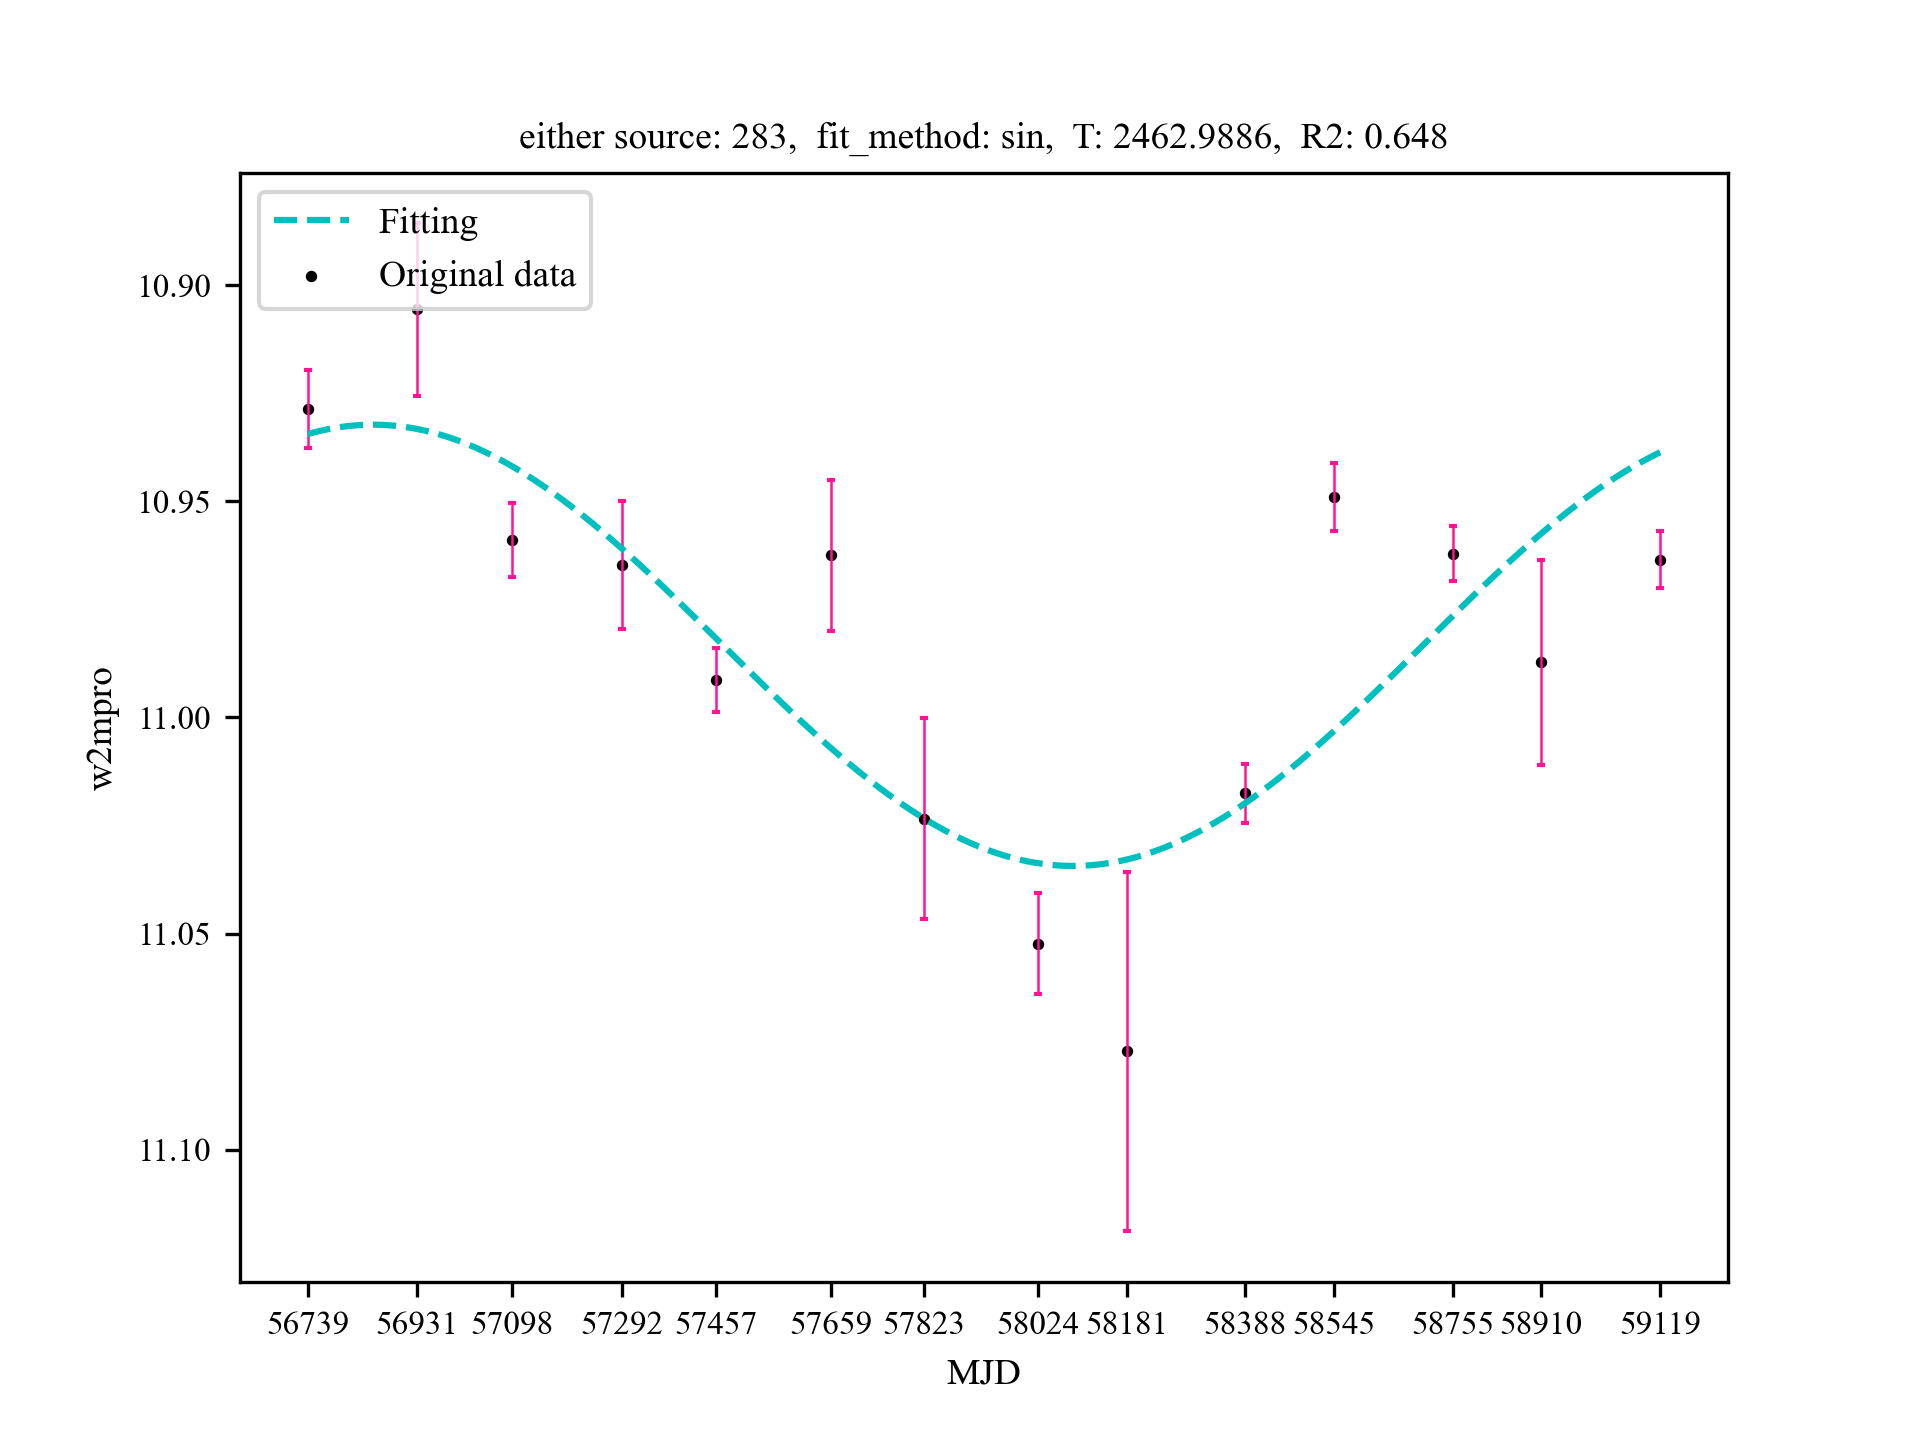 either source: 283, fit_method: sin, T: 2462.9886, R2: 0.648
Fitting
Original data
10.90
10.95
11.00
11.05
11.10
w2mpro
56739 56931 57098 57292 57457 57659 57823 58024 58181 58388 58545 58755 58910 59119
MJD